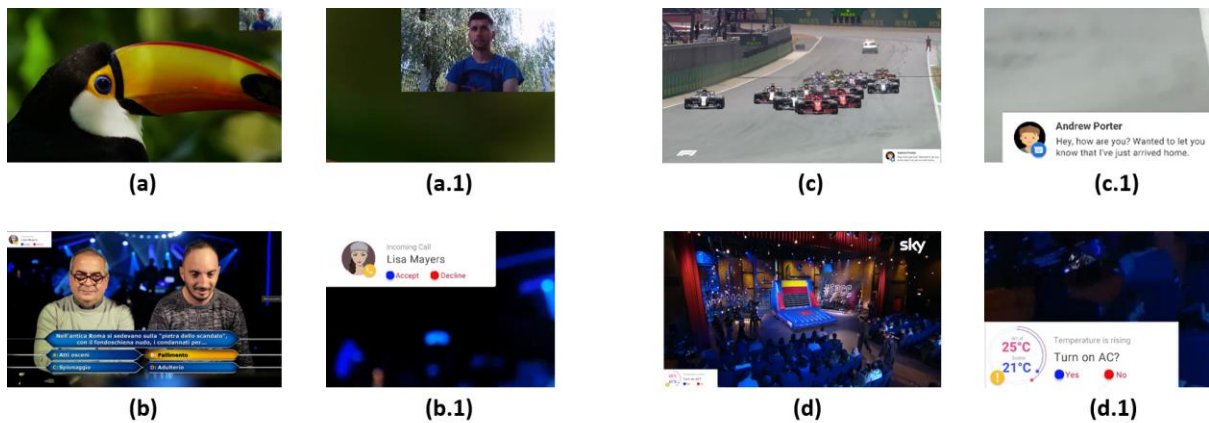 ROLEX
(a)
(a.1)
(c)
Andrew Porter
Hey, how are you? Wanted to let you
know that I've just arrived home.
(c.1)
Lisa Mayers
Nell'antica Roma si sedevano sulla "pietra dello scandalo",
con il fondoschiena nudo, i condannati per...
A: Atti osceni
B: Fallimento
C: Spionaggio
D: Adulterio
(b)
Incoming Call
Lisa Mayers
Accept
Decline
(b.1)
sky
(d)
25°C
21°C
Temperature is rising
Turn on AC?
Yes
No
(d.1)